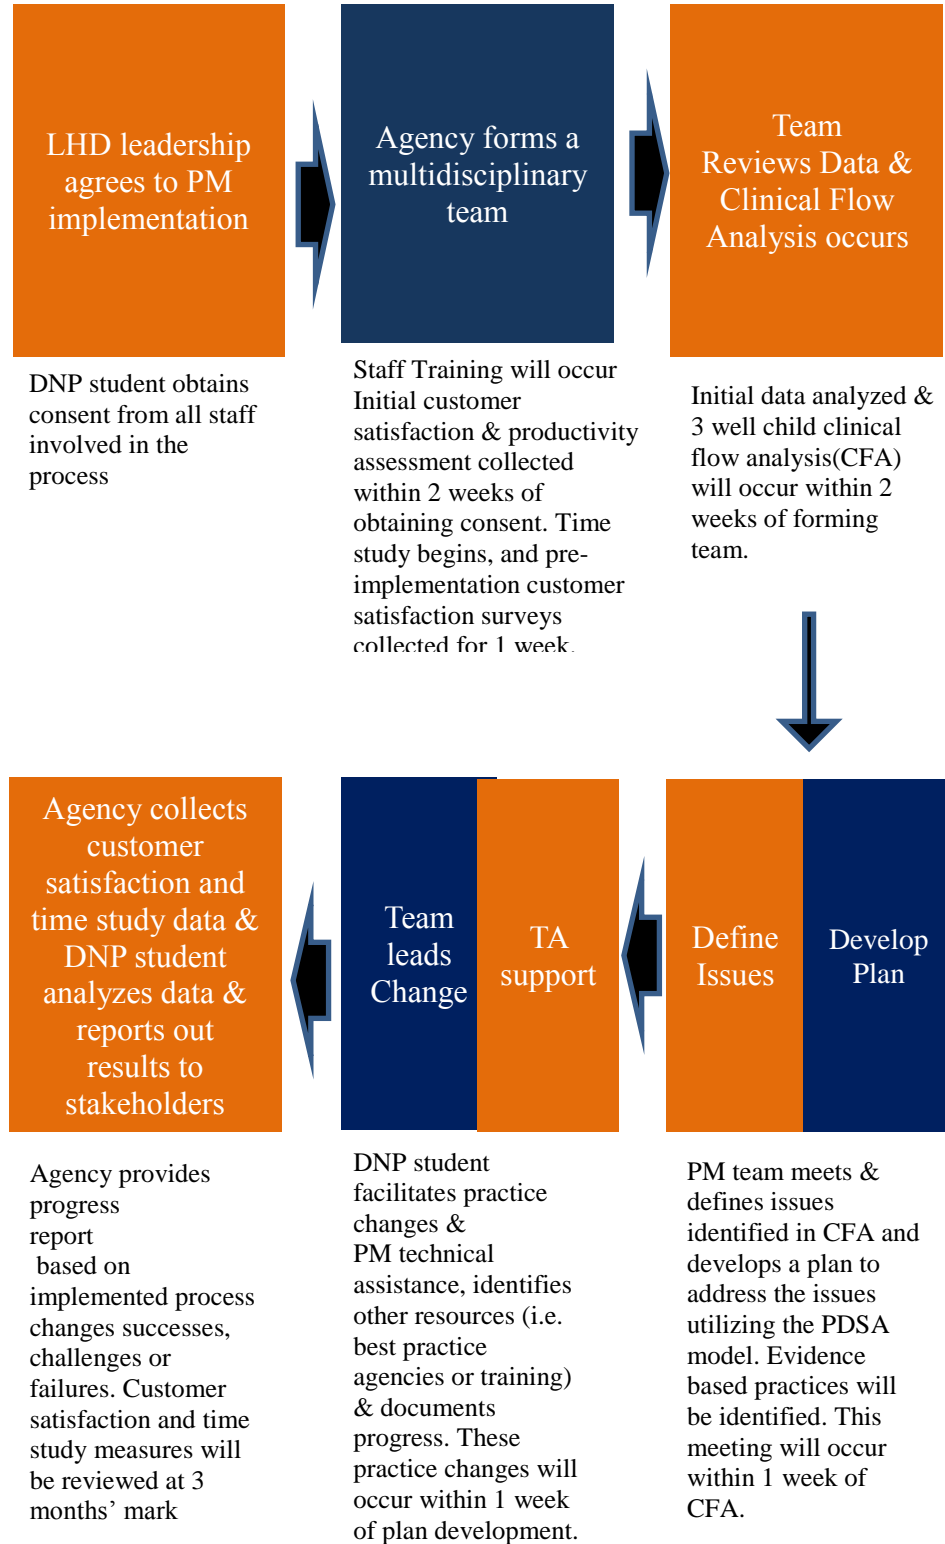 LHD leadership
agrees to PM
implementation
DNP student obtains
consent from all staff
involved in the
process
Agency forms a
multidisciplinary
team
Staff Training will occur
Initial customer
satisfaction & productivity
assessment collected
within 2 weeks of
obtaining consent. Time
study begins, and pre-
implementation customer
satisfaction surveys
collected for 1 week.
Team
Reviews Data &
Clinical Flow
Analysis occurs
Initial data analyzed &
3 well child clinical
flow analysis(CFA)
will occur within 2
weeks of forming
team.
Define
Issues
Develop
Plan
PM team meets &
defines issues
identified in CFA and
develops a plan to
address the issues
utilizing the PDSA
model. Evidence
based practices will
be identified. This
meeting will occur
within 1 week of
CFA.
Team
leads
Change
TA
support
DNP student
facilitates practice
changes &
PM technical
assistance, identifies
other resources (i.e.
best practice
agencies or training)
& documents
progress. These
practice changes will
occur within 1 week
of plan development.
Agency collects
customer
satisfaction and
time study data &
DNP student
analyzes data &
reports out
results to
stakeholders
Agency provides
progress
report
based on
implemented process
changes successes,
challenges or
failures. Customer
satisfaction and time
study measures will
be reviewed at 3
months’ mark